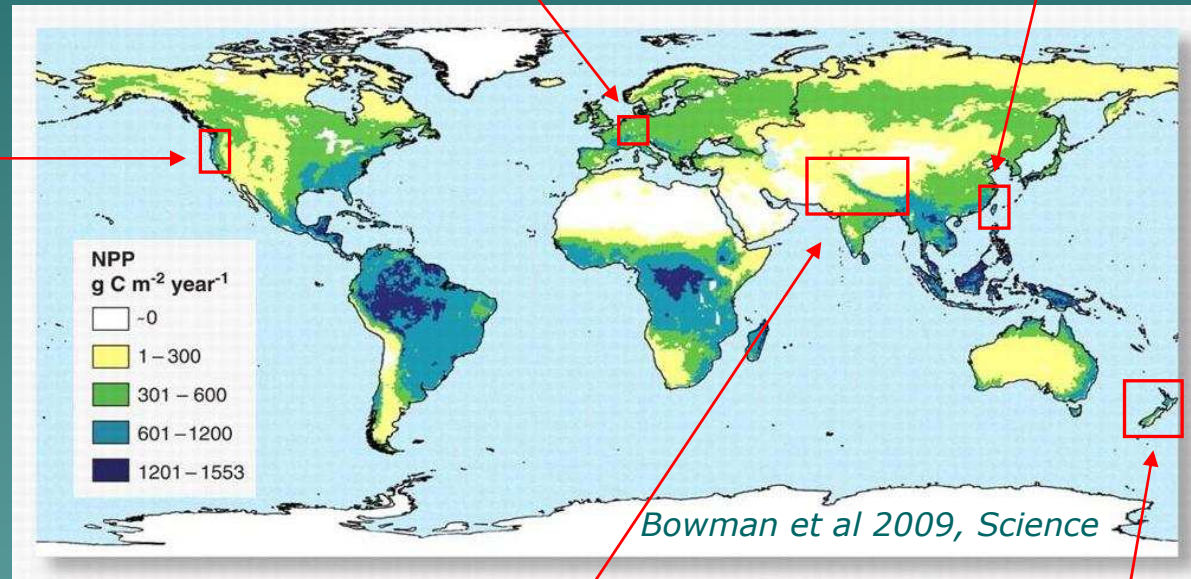 NPP
g C m⁻² year⁻¹
~0
1 – 300
301 – 600
601 – 1200
1201 – 1553
Bowman et al 2009, Science